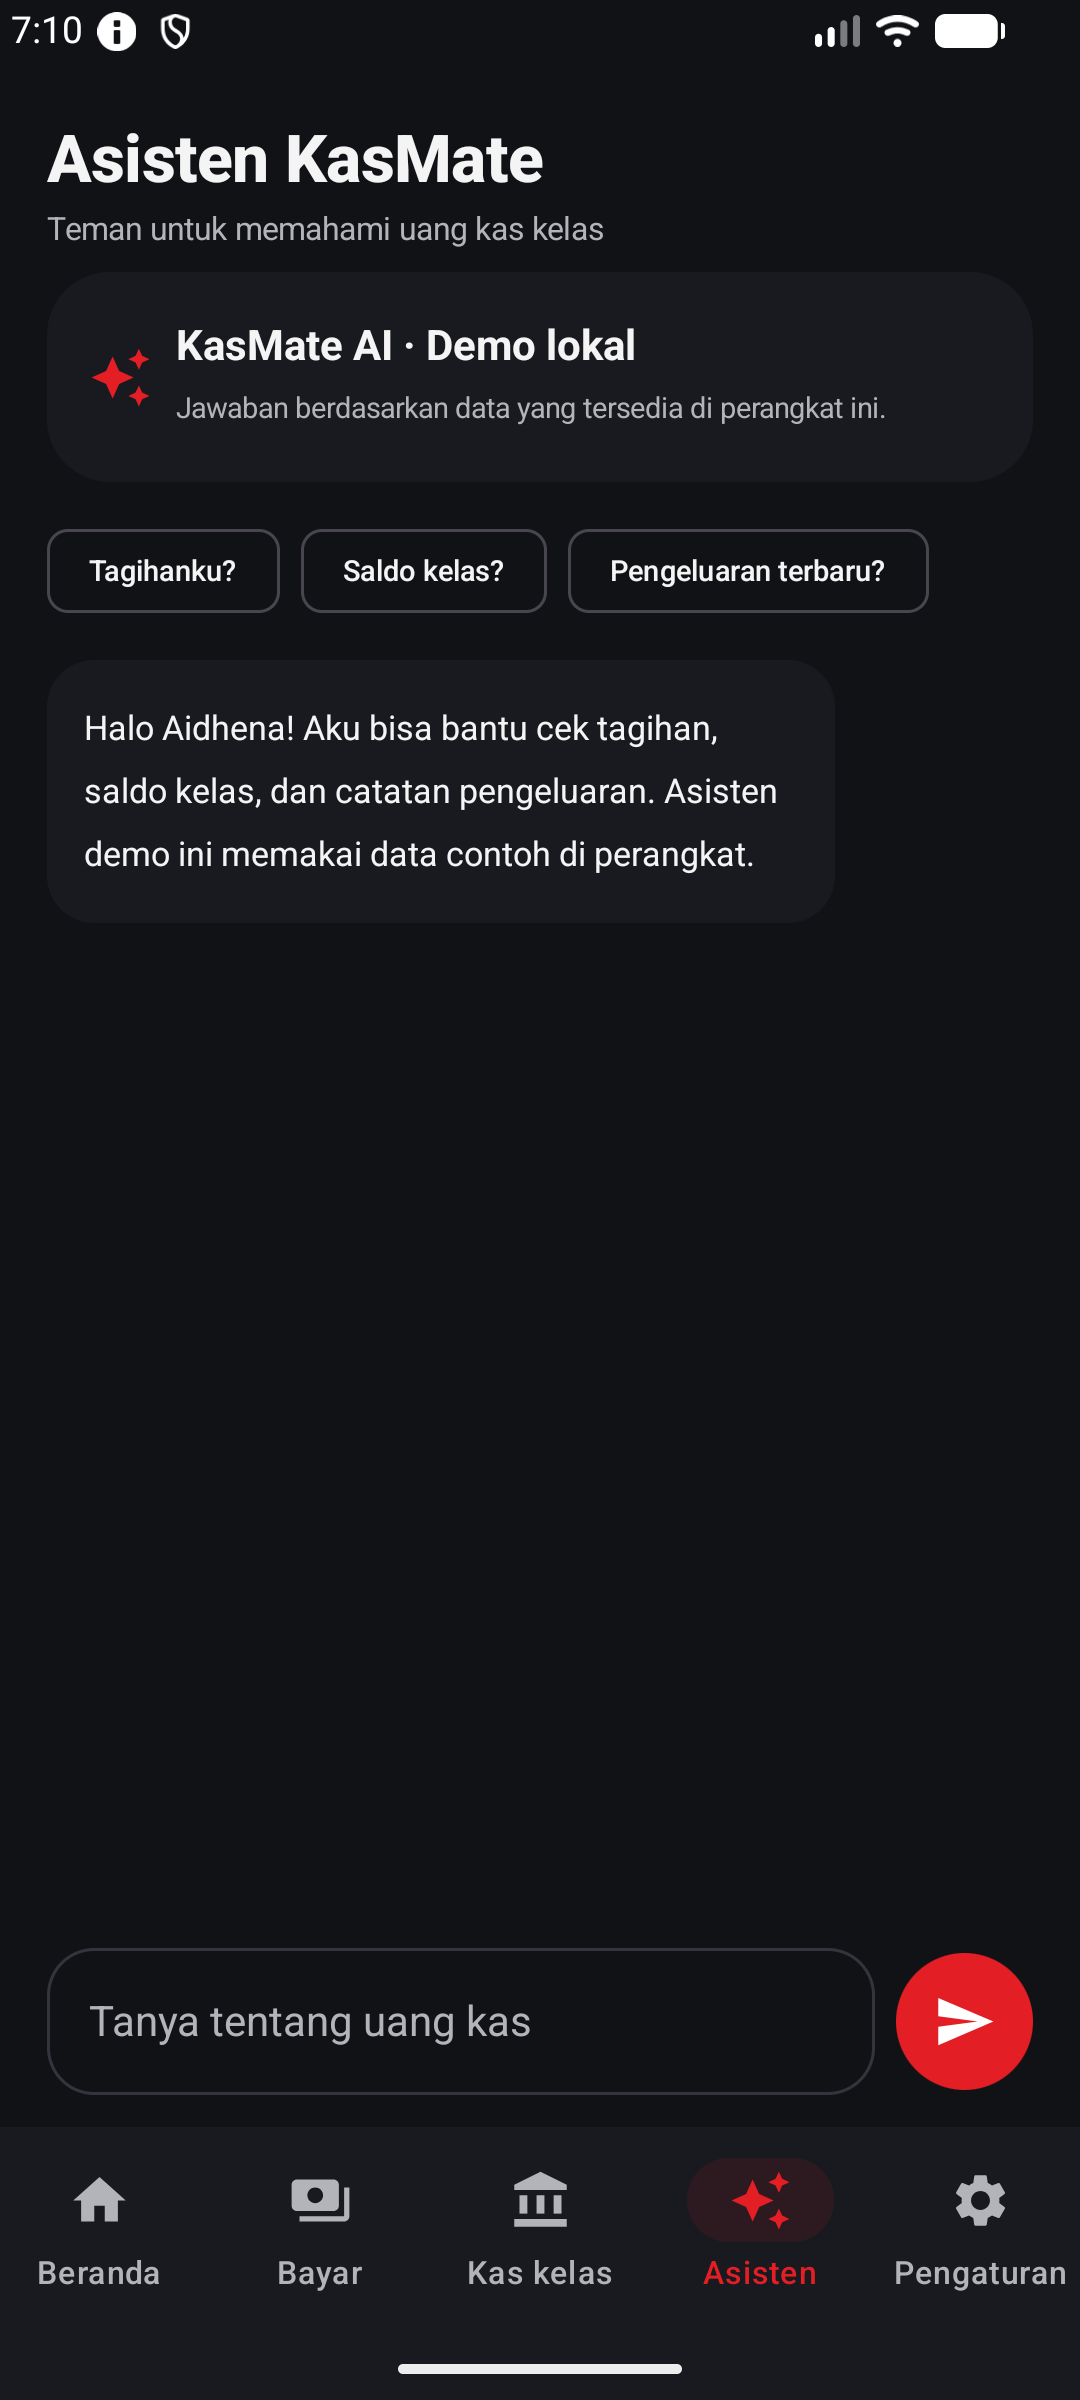 7:10
Asisten KasMate
Teman untuk memahami uang kas kelas
KasMate AI · Demo lokal
Jawaban berdasarkan data yang tersedia di perangkat ini.
Tagihanku?
Saldo kelas?
Pengeluaran terbaru?
Halo Aidhena! Aku bisa bantu cek tagihan,
saldo kelas, dan catatan pengeluaran. Asisten
demo ini memakai data contoh di perangkat.
Tanya tentang uang kas
Beranda
Bayar
Kas kelas
Asisten
Pengaturan